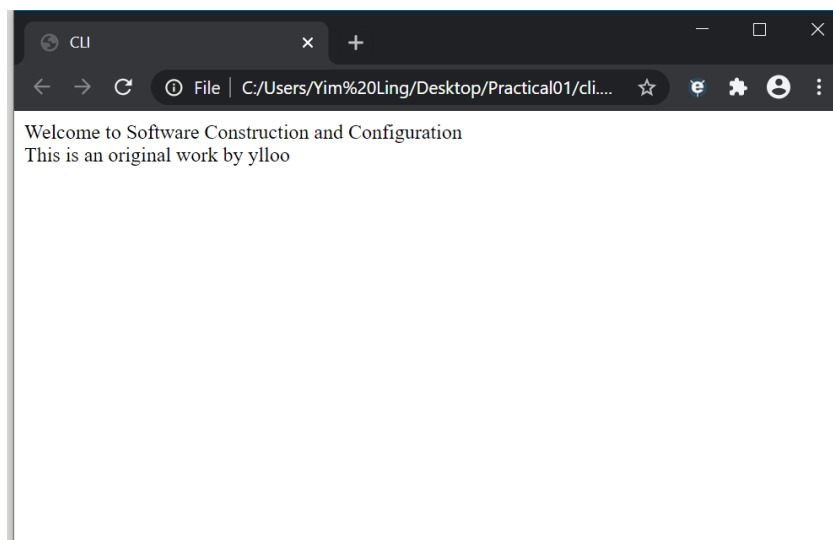 CLI
File C:/Users/Yim%20Ling/Desktop/Practical01/cli....
Welcome to Software Construction and Configuration
This is an original work by ylloo